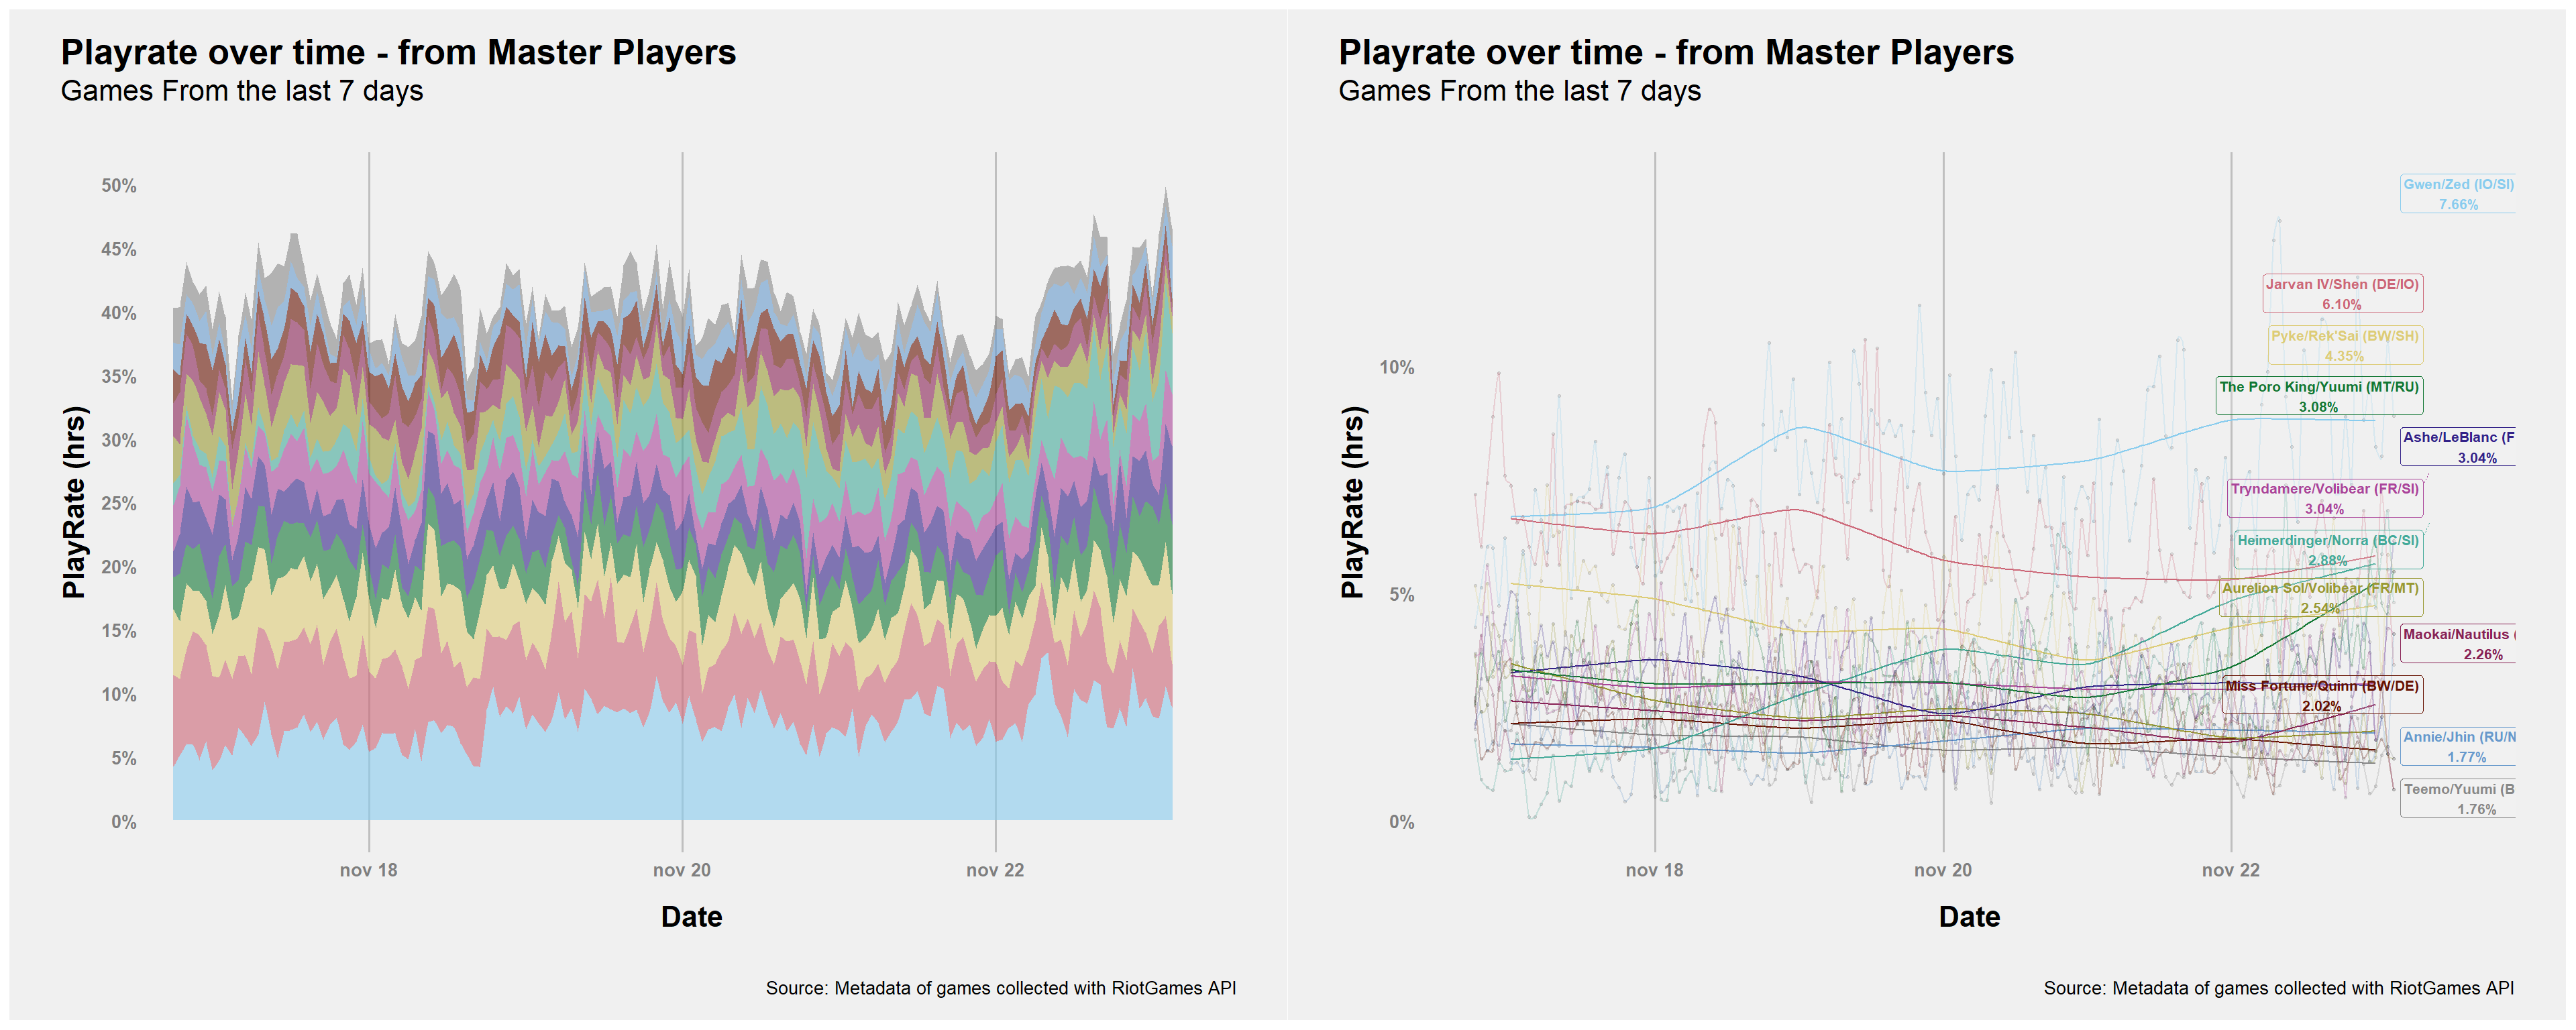 Playrate over time - from Master Players
Games From the last 7 days
50%
45%
40%
35%
30%
25%
20%
15%
10%
5%
0%
PlayRate (hrs)
nov 18
nov 20
nov 22
Date
Source: Metadata of games collected with RiotGames API
Playrate over time - from Master Players
Games From the last 7 days
10%
5%
0%
PlayRate (hrs)
Gwen/Zed (IO/SI)
7.66%
Jarvan IV/Shen (DE/IO)
6.10%
Pyke/Rek'Sai (BW/SH)
4.35%
The Poro King/Yuumi (MT/RU)
3.08%
Ashe/LeBlanc (F
3.04%
Tryndamere/Volibear (FR/SI)
3.04%
Heimerdinger/Norra (BC/SI)
2.88%
Aurelion Sol/Volibear (FR/MT)
2.54%
Maokai/Nautilus (
2.26%
Miss Fortune/Quinn (BW/DE)
2.02%
Annie/Jhin (RU/N
1.77%
Teemo/Yuumi (B
1.76%
nov 18
nov 20
nov 22
Date
Source: Metadata of games collected with RiotGames API